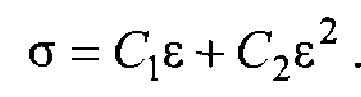 σ = C₁ε + C₂ε² .